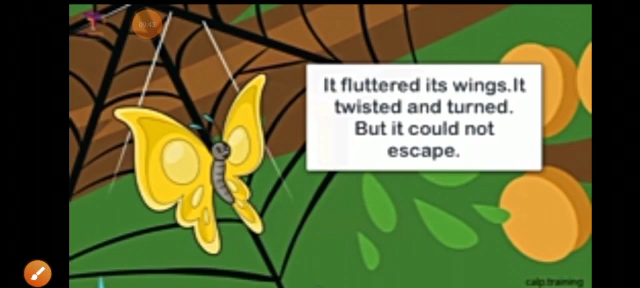 It fluttered its wings.It
twisted and turned.
But it could not
escape.
calp.training